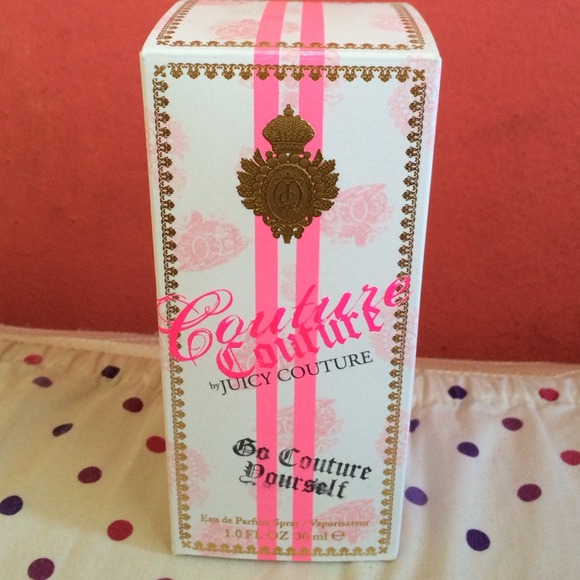 Couture
Couture
by JUICY COUTURE
Go Couture
Yourself
Eau de Parfum Spray / Vaporisateur
1.0 FL OZ 30 ml ℮